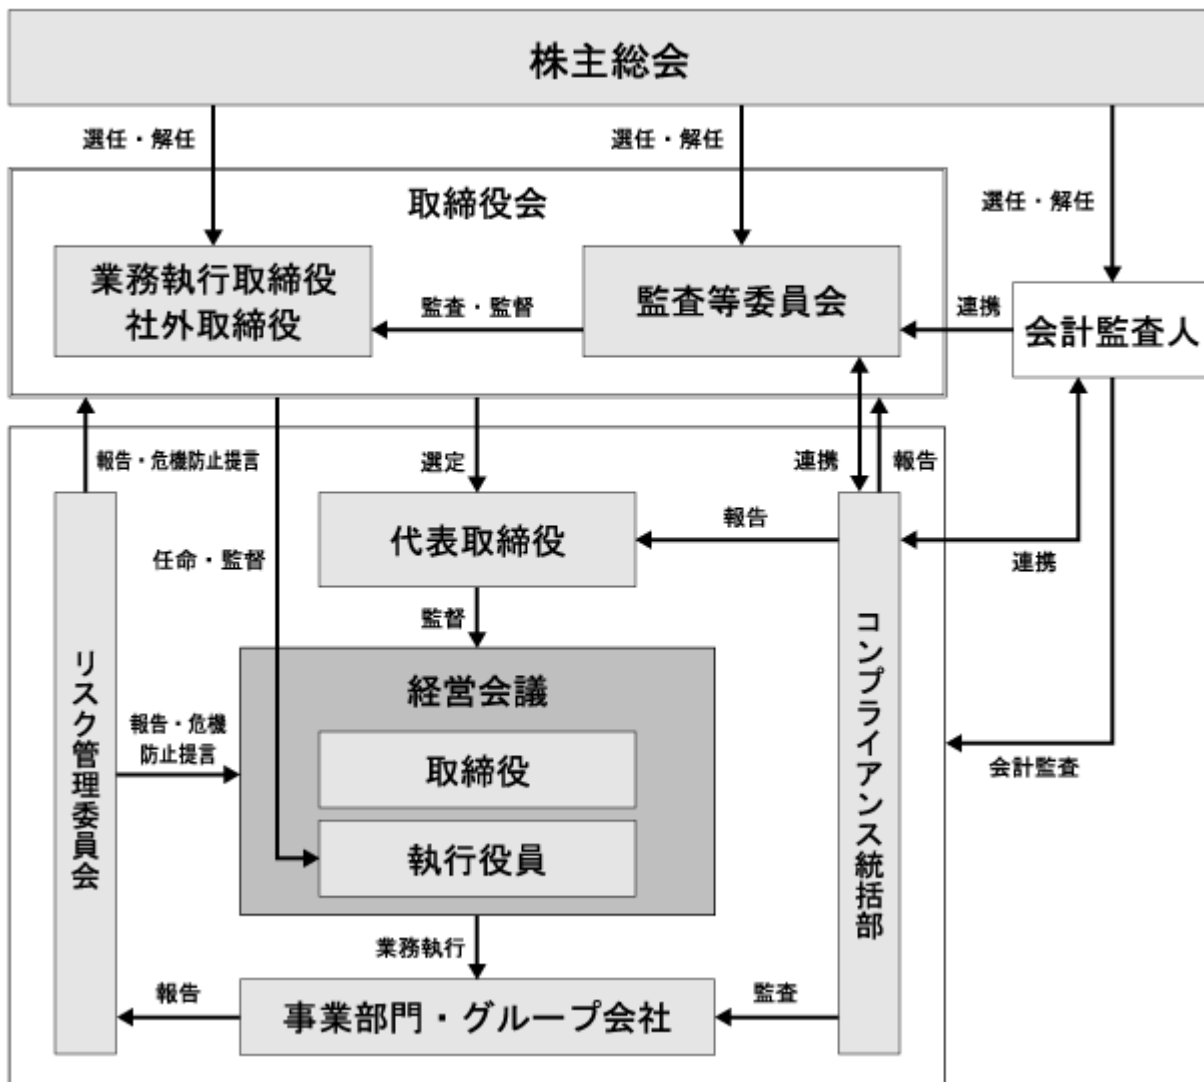 株主総会
選任・解任
選任・解任
選任・解任
取締役会
業務執行取締役
社外取締役
監査・監督
監査等委員会
連携
会計監査人
報告・危機防止提言
選定
連携
報告
代表取締役
報告
連携
任命・監督
監督
リスク管理委員会
経営会議
コンプライアンス統括部
報告・危機
防止提言
取締役
会計監査
執行役員
業務執行
報告
事業部門・グループ会社
監査